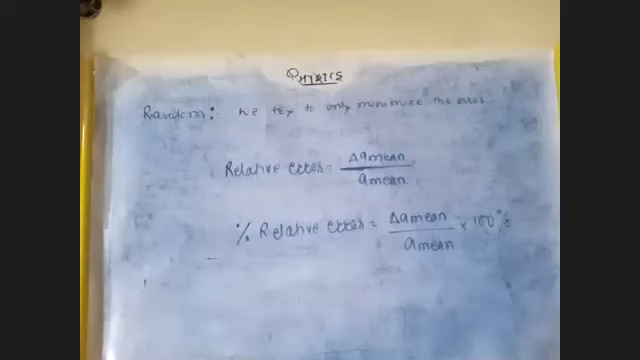 PHYSICS
Random:- we try to only minimize the error.
Relative error = Δamean / amean
% Relative error = Δamean / amean × 100%